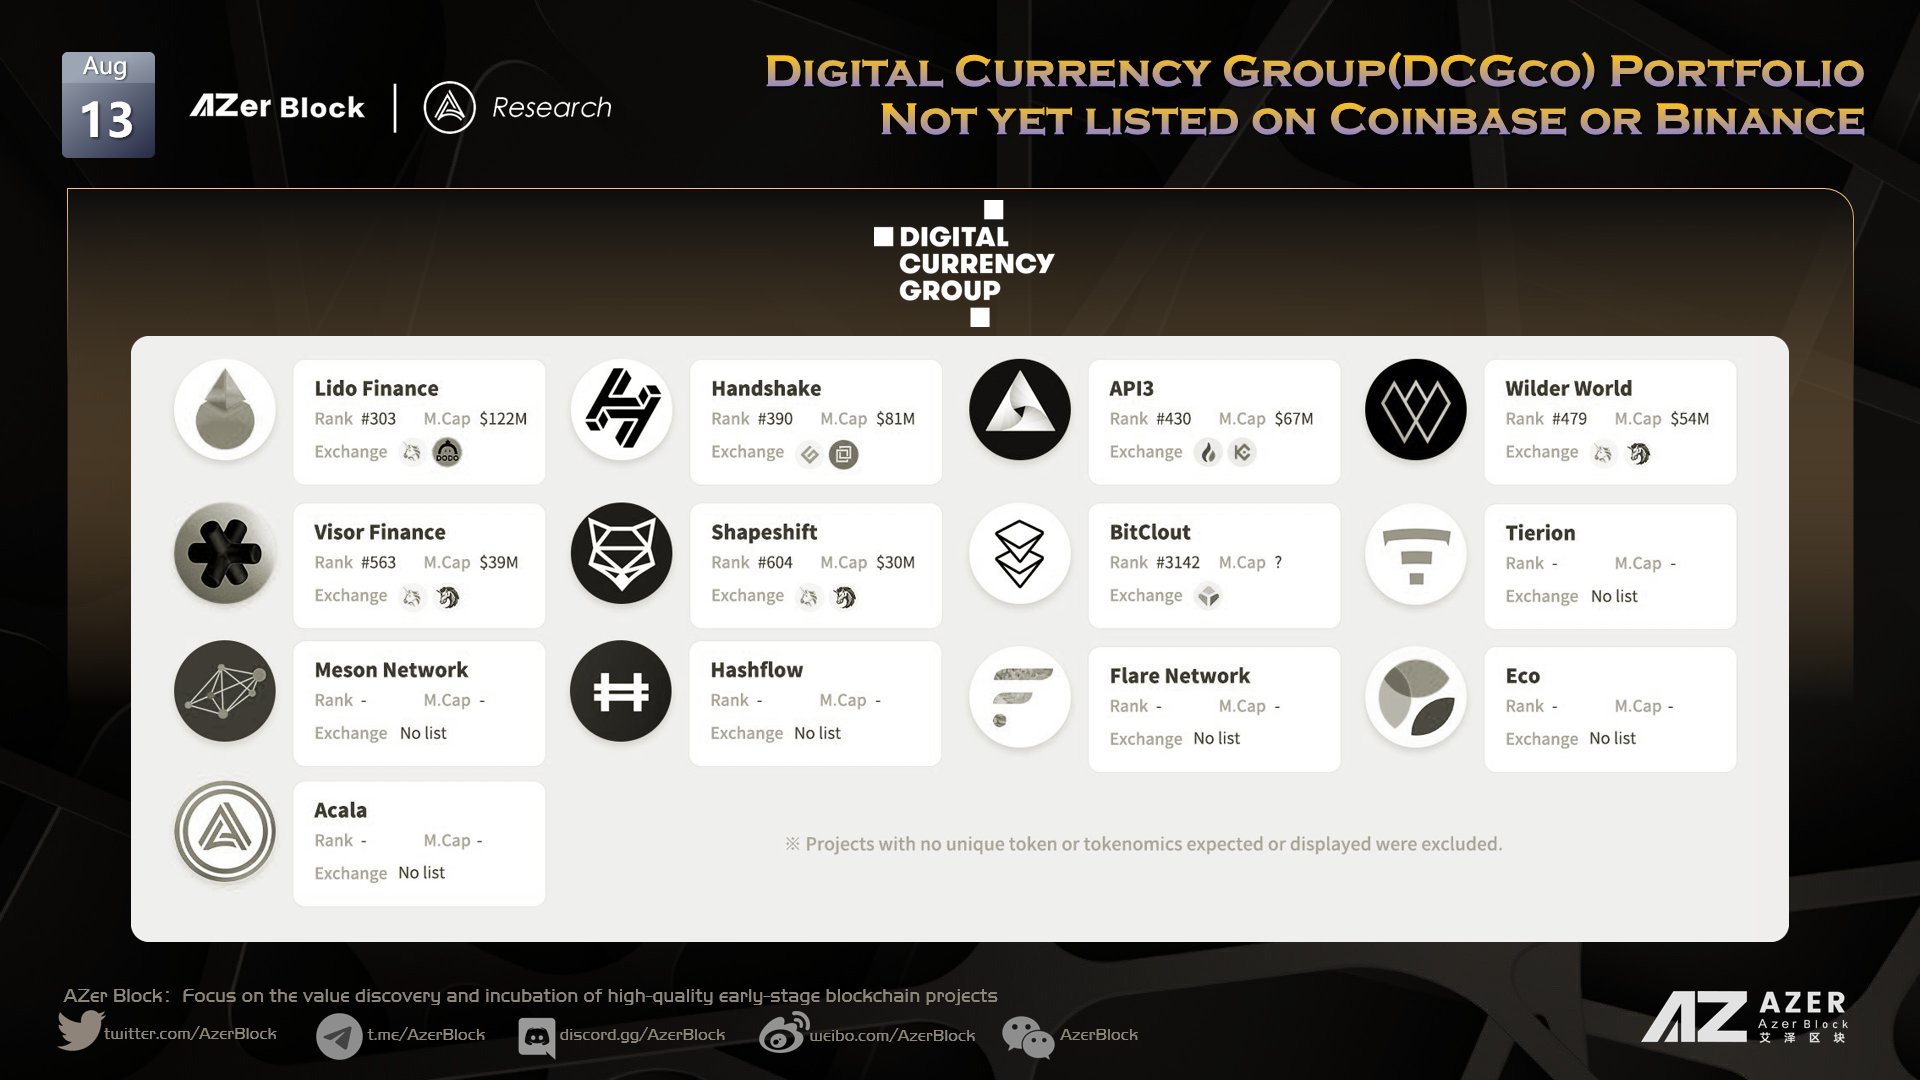 Aug
13
AZer Block | Research
DIGITAL CURRENCY GROUP(DCGCO) PORTFOLIO
NOT YET LISTED ON COINBASE OR BINANCE
DIGITAL
CURRENCY
GROUP
Lido Finance
Rank #303 M.Cap $122M
Exchange DODO
Handshake
Rank #390 M.Cap $81M
Exchange
API3
Rank #430 M.Cap $67M
Exchange
Wilder World
Rank #479 M.Cap $54M
Exchange
Visor Finance
Rank #563 M.Cap $39M
Exchange
Shapeshift
Rank #604 M.Cap $30M
Exchange
BitClout
Rank #3142 M.Cap ?
Exchange
Tierion
Rank - M.Cap -
Exchange No list
Meson Network
Rank - M.Cap -
Exchange No list
Hashflow
Rank - M.Cap -
Exchange No list
Flare Network
Rank - M.Cap -
Exchange No list
Eco
Rank - M.Cap -
Exchange No list
Acala
Rank - M.Cap -
Exchange No list
※ Projects with no unique token or tokenomics expected or displayed were excluded.
AZer Block： Focus on the value discovery and incubation of high-quality early-stage blockchain projects
twitter.com/AzerBlock t.me/AzerBlock discord.gg/AzerBlock weibo.com/AzerBlock AzerBlock
AZ AZER
AzerBlock
艾泽区块